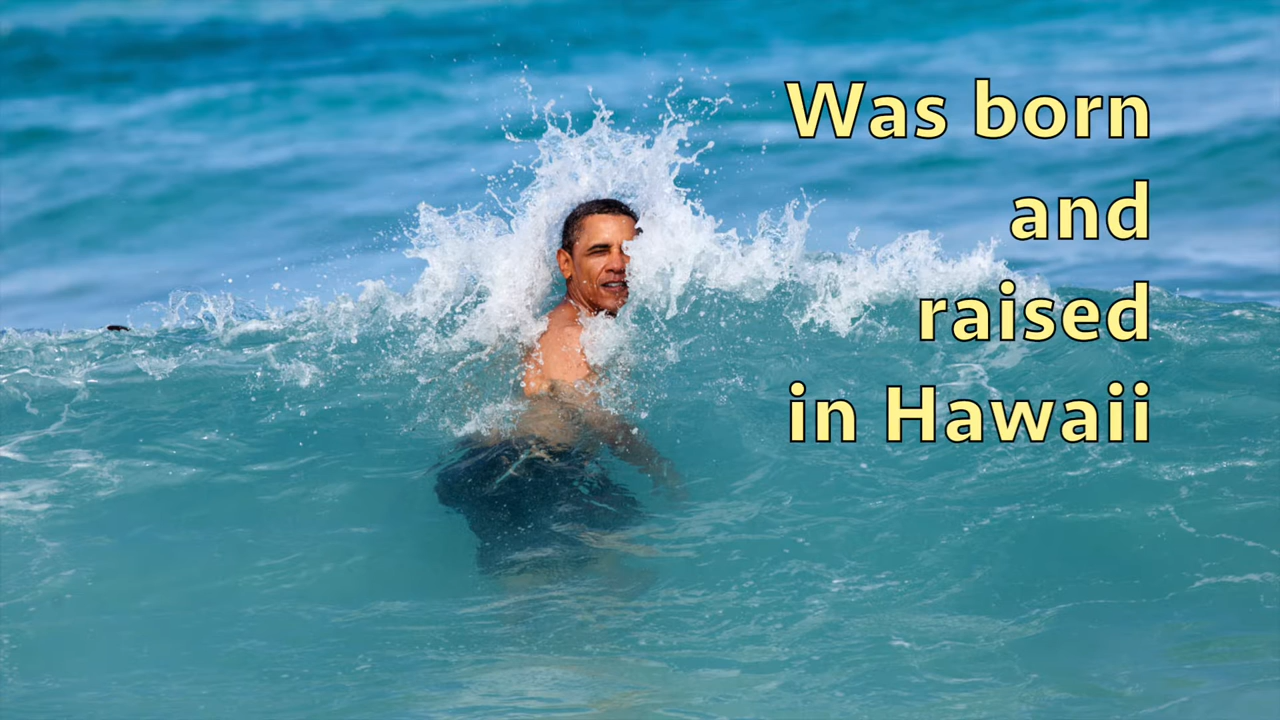 Was born
and
raised
in Hawaii